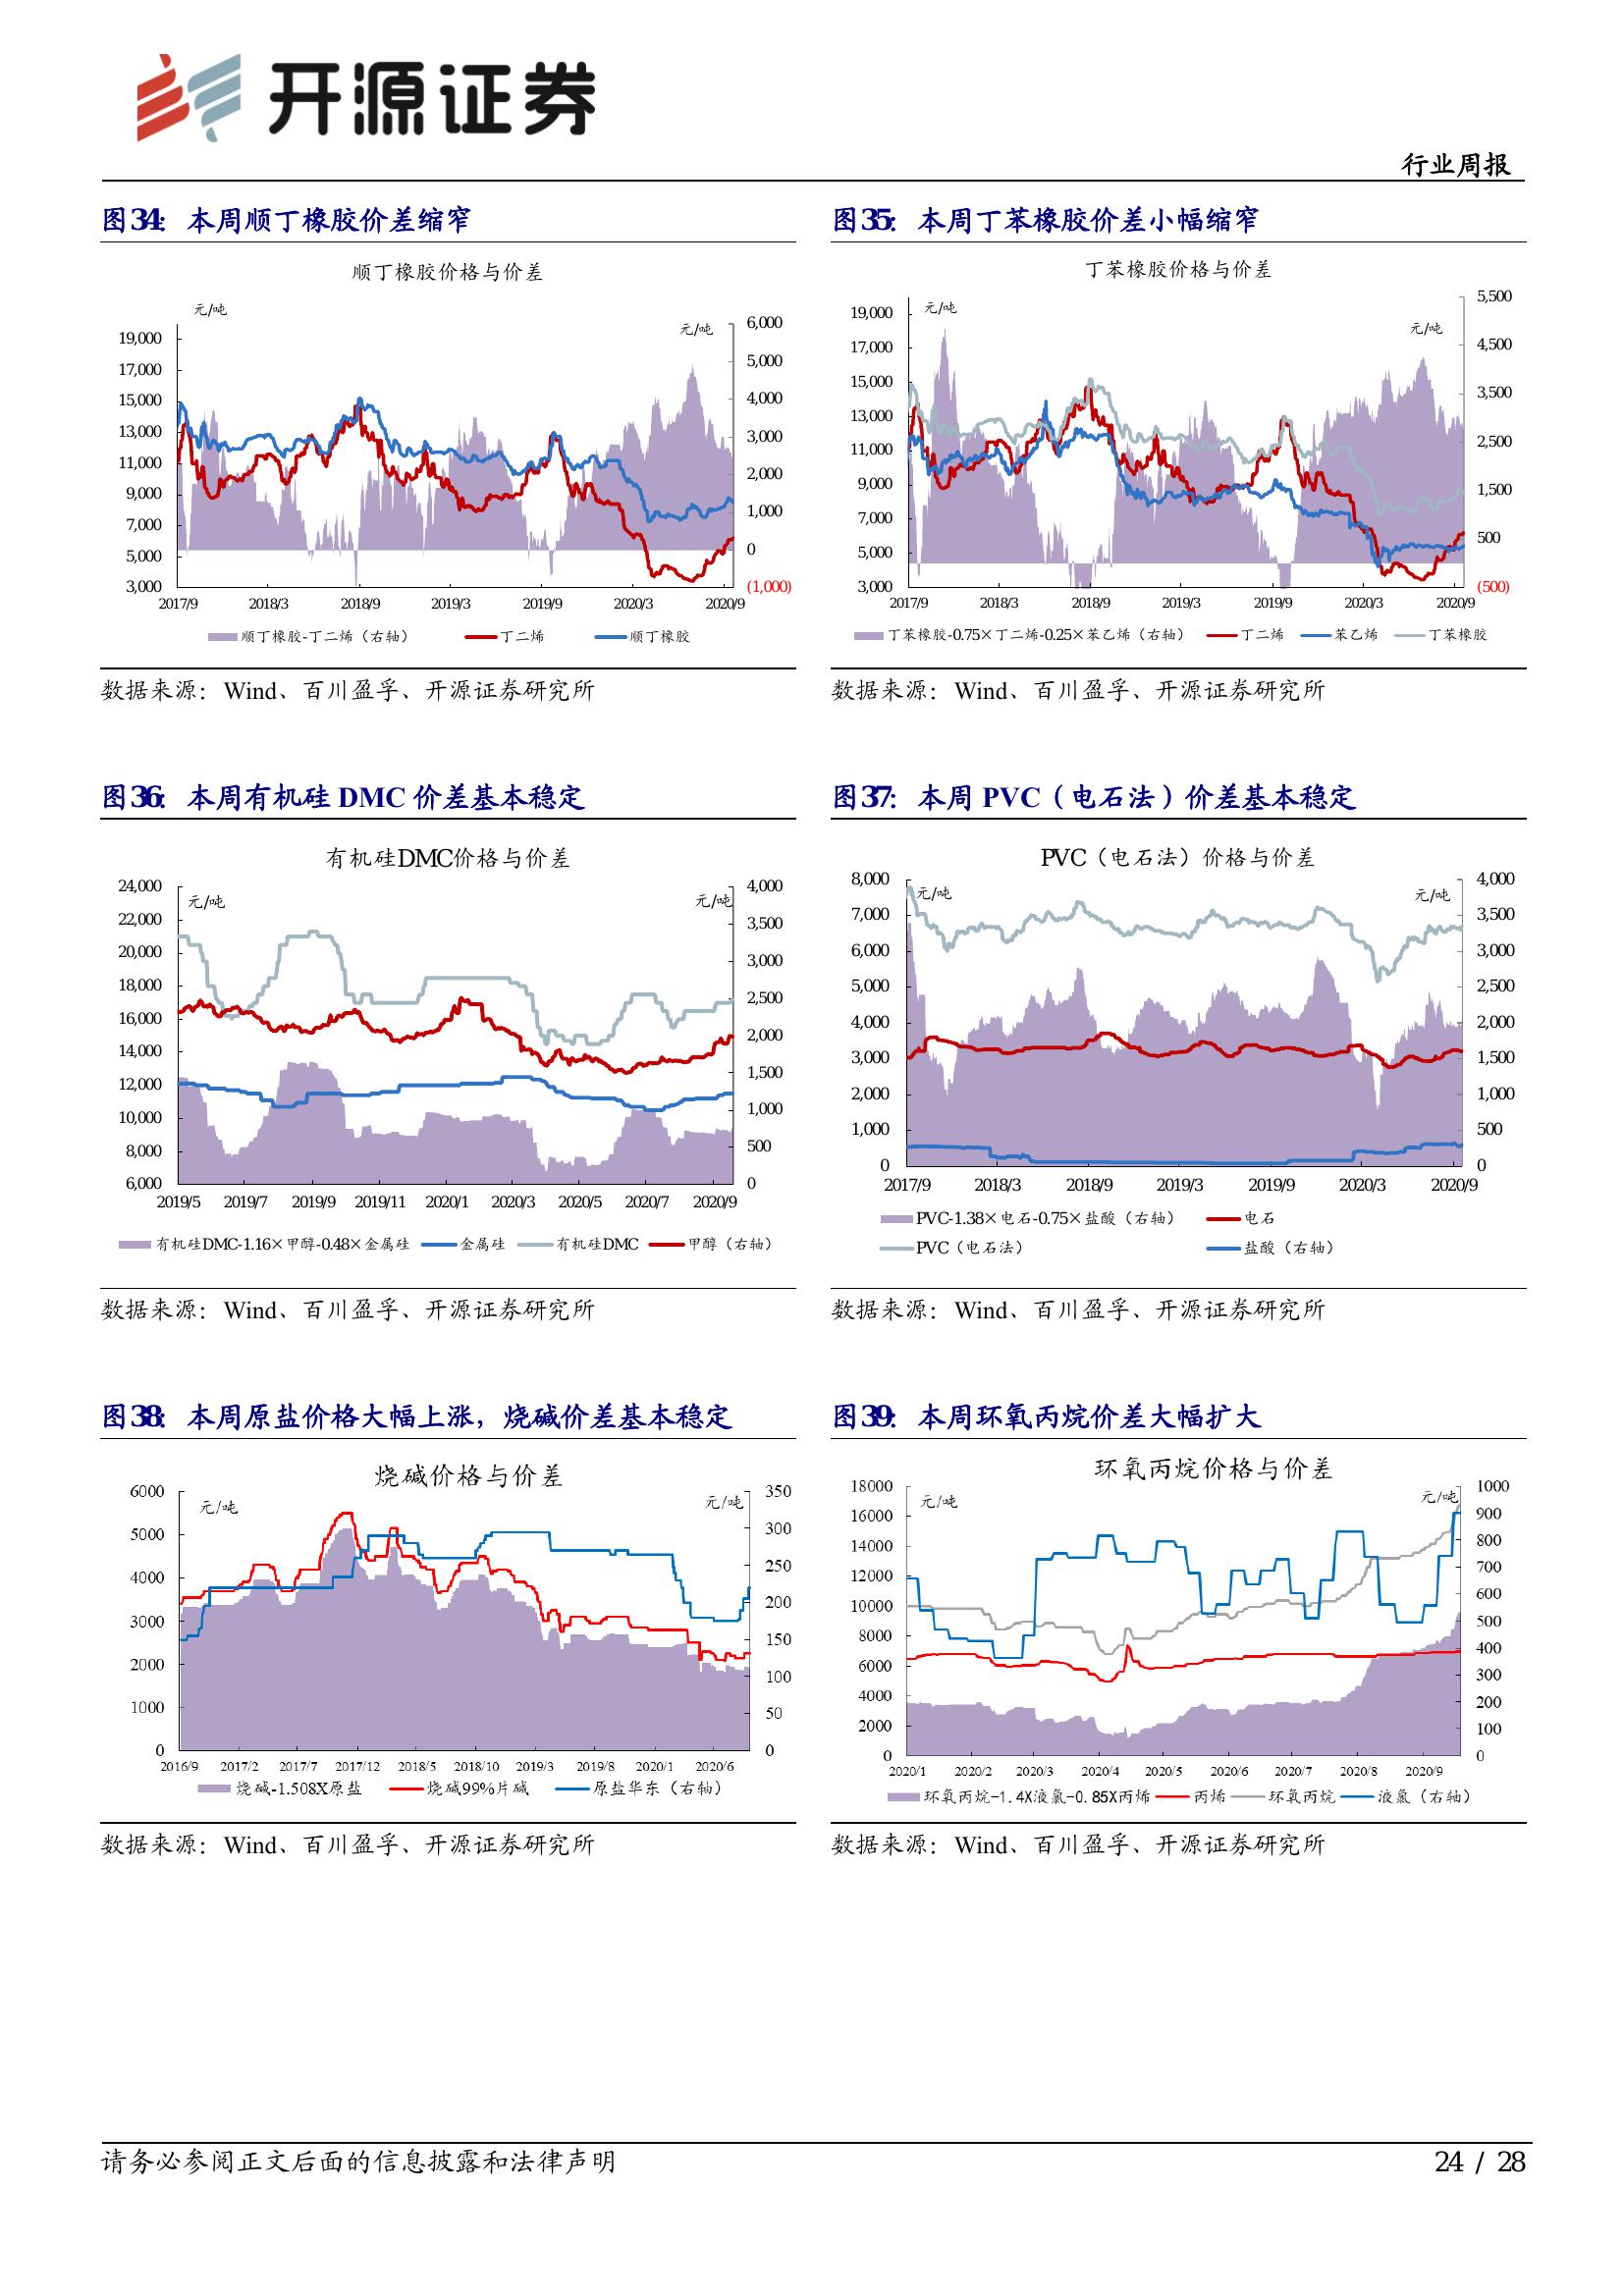 开源证券
行业周报
图34： 本周顺丁橡胶价差缩窄
顺丁橡胶价格与价差
元/吨
元/吨
19,000
17,000
15,000
13,000
11,000
9,000
7,000
5,000
3,000
6,000
5,000
4,000
3,000
2,000
1,000
0
(1,000)
2017/9 2018/3 2018/9 2019/3 2019/9 2020/3 2020/9
顺丁橡胶-丁二烯（右轴） 丁二烯 顺丁橡胶
数据来源：Wind、百川盈孚、开源证券研究所
图35： 本周丁苯橡胶价差小幅缩窄
丁苯橡胶价格与价差
元/吨
元/吨
19,000
17,000
15,000
13,000
11,000
9,000
7,000
5,000
3,000
5,500
4,500
3,500
2,500
1,500
500
(500)
2017/9 2018/3 2018/9 2019/3 2019/9 2020/3 2020/9
丁苯橡胶-0.75×丁二烯-0.25×苯乙烯（右轴） 丁二烯 苯乙烯 丁苯橡胶
数据来源：Wind、百川盈孚、开源证券研究所
图36： 本周有机硅 DMC 价差基本稳定
有机硅DMC价格与价差
元/吨
元/吨
24,000
22,000
20,000
18,000
16,000
14,000
12,000
10,000
8,000
6,000
4,000
3,500
3,000
2,500
2,000
1,500
1,000
500
0
2019/5 2019/7 2019/9 2019/11 2020/1 2020/3 2020/5 2020/7 2020/9
有机硅DMC-1.16×甲醇-0.48×金属硅 金属硅 有机硅DMC 甲醇（右轴）
数据来源：Wind、百川盈孚、开源证券研究所
图37： 本周 PVC（电石法）价差基本稳定
PVC（电石法）价格与价差
元/吨
元/吨
8,000
7,000
6,000
5,000
4,000
3,000
2,000
1,000
0
4,000
3,500
3,000
2,500
2,000
1,500
1,000
500
0
2017/9 2018/3 2018/9 2019/3 2019/9 2020/3 2020/9
PVC-1.38×电石-0.75×盐酸（右轴） 电石
PVC（电石法） 盐酸（右轴）
数据来源：Wind、百川盈孚、开源证券研究所
图38： 本周原盐价格大幅上涨，烧碱价差基本稳定
烧碱价格与价差
元/吨
元/吨
6000
5000
4000
3000
2000
1000
0
350
300
250
200
150
100
50
0
2016/9 2017/2 2017/7 2017/12 2018/5 2018/10 2019/3 2019/8 2020/1 2020/6
烧碱-1.508X原盐 烧碱99%片碱 原盐华东（右轴）
数据来源：Wind、百川盈孚、开源证券研究所
图39： 本周环氧丙烷价差大幅扩大
环氧丙烷价格与价差
元/吨
元/吨
18000
16000
14000
12000
10000
8000
6000
4000
2000
0
1000
900
800
700
600
500
400
300
200
100
0
2020/1 2020/2 2020/3 2020/4 2020/5 2020/6 2020/7 2020/8 2020/9
环氧丙烷-1.4X液氯-0.85X丙烯 丙烯 环氧丙烷 液氯（右轴）
数据来源：Wind、百川盈孚、开源证券研究所
请务必参阅正文后面的信息披露和法律声明
24 / 28